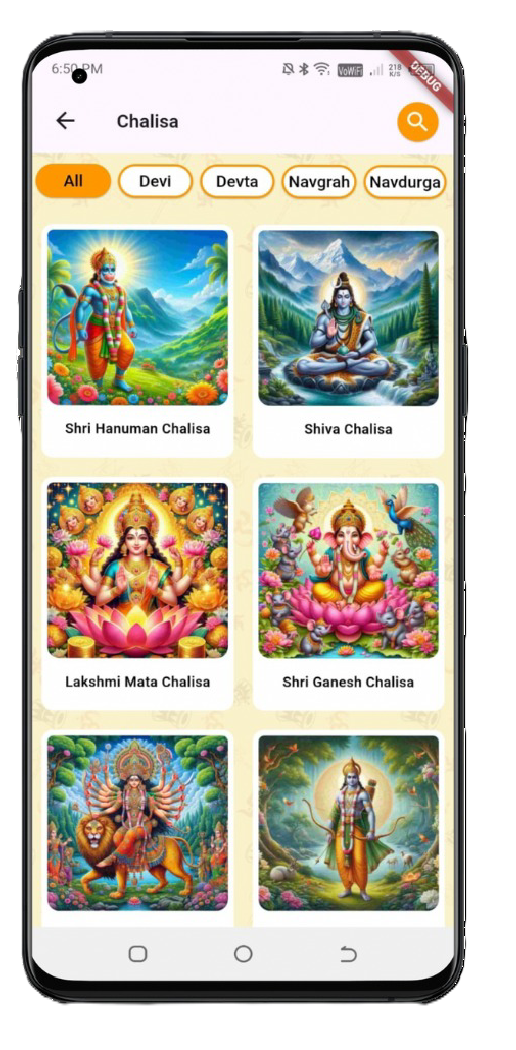 6:50 PM
VoWiFi
218
K/s
DEBUG
Chalisa
All
Devi
Devta
Navgrah
Navdurga
Shri Hanuman Chalisa
Shiva Chalisa
Lakshmi Mata Chalisa
Shri Ganesh Chalisa